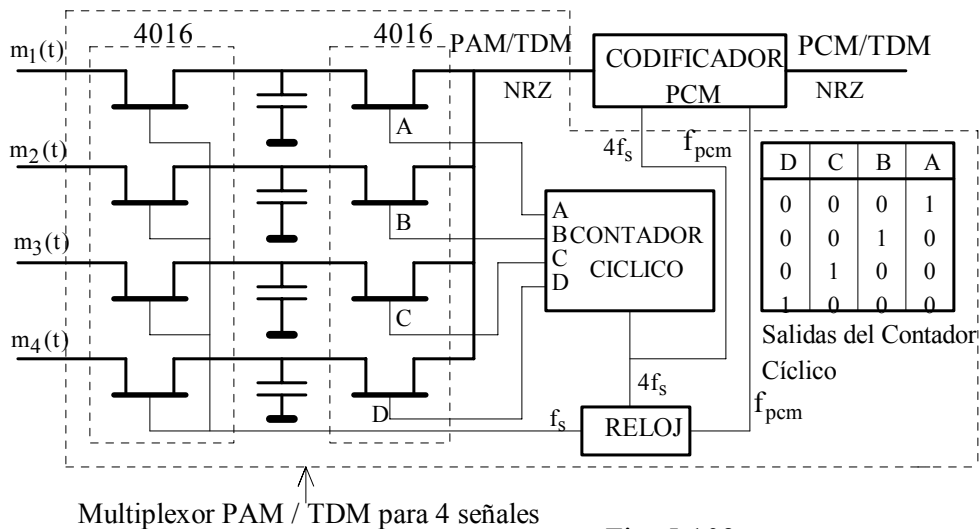 4016
4016
m1(t)
PAM/TDM
NRZ
CODIFICADOR
PCM
PCM/TDM
NRZ
A
4fs
fpcm
m2(t)
B
m3(t)
C
m4(t)
D
A
B
C
D
CONTADOR
CICLICO
D C B A
0 0 0 1
0 0 1 0
0 1 0 0
1 0 0 0
Salidas del Contador
Cíclico
4fs
fs
RELOJ
fpcm
Multiplexor PAM / TDM para 4 señales